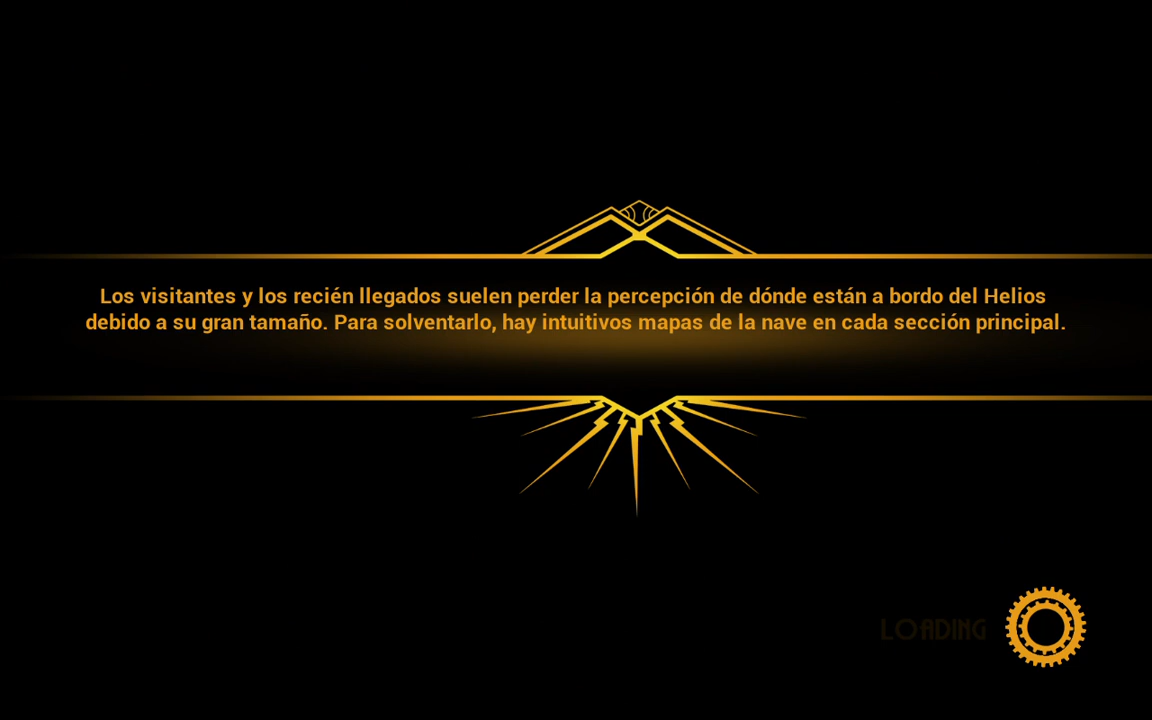 Los visitantes y los recién llegados suelen perder la percepción de dónde están a bordo del Helios
debido a su gran tamaño. Para solventarlo, hay intuitivos mapas de la nave en cada sección principal.
LOADING